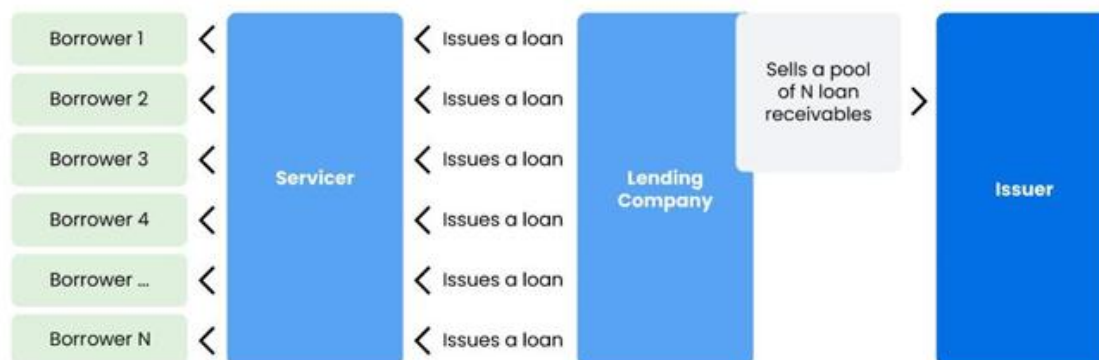 Borrower 1
Issues a loan
Borrower 2
Issues a loan
Borrower 3
Issues a loan
Borrower 4
Issues a loan
Borrower ...
Issues a loan
Borrower N
Issues a loan
Servicer
Lending
Company
Sells a pool
of N loan
receivables
Issuer